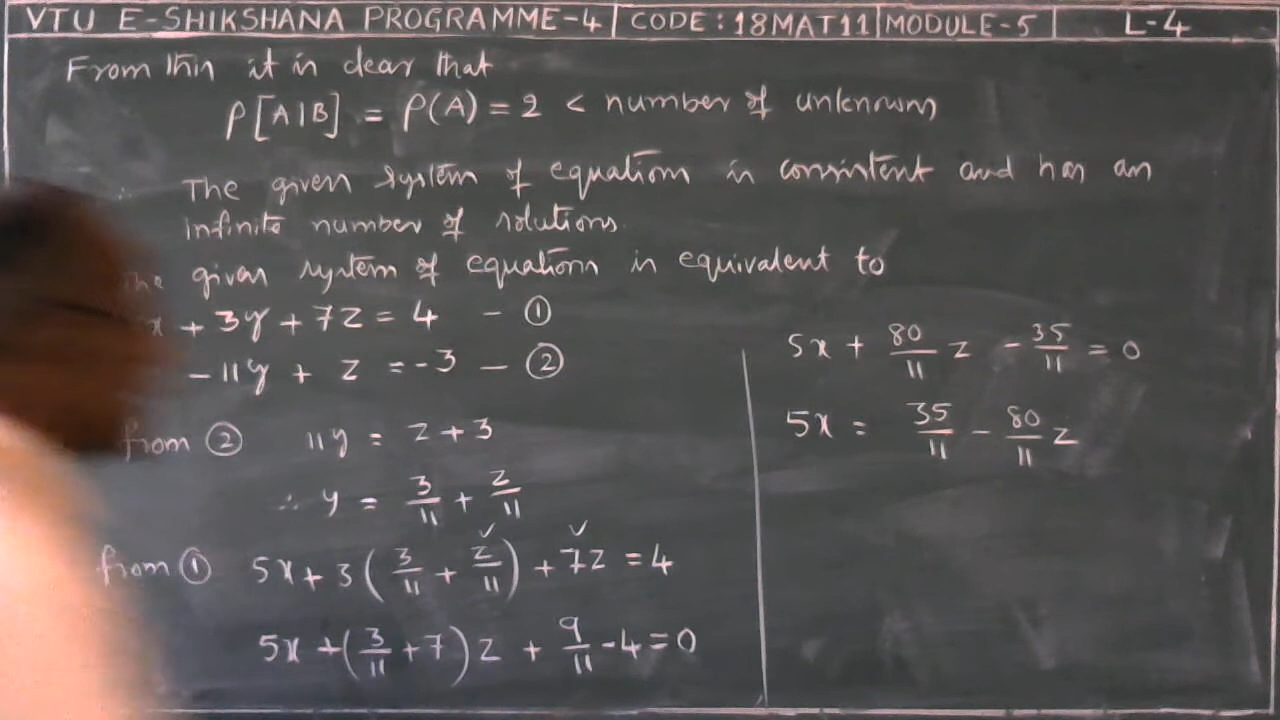 VTU E-SHIKSHANA PROGRAMME-4 | CODE: 18MAT11 | MODULE-5 | L-4
From this it is clear that
ρ[A|B] = ρ(A) = 2 < number of unknowns
∴ The given system of equations is consistent and has an
infinite number of solutions.
The given system of equations is equivalent to
x + 3y + 7z = 4 - ①
-11y + z = -3 - ②
from ② 11y = z + 3
∴ y = 3/11 + z/11
from ① 5x + 3(3/11 + z/11) + 7z = 4
5x + (3/11 + 7)z + 9/11 - 4 = 0
5x + 80/11 z - 35/11 = 0
5x = 35/11 - 80/11 z